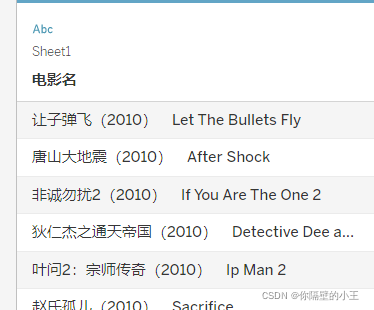 Abc
Sheet1
电影名
让子弹飞（2010） Let The Bullets Fly
唐山大地震（2010） After Shock
非诚勿扰2（2010） If You Are The One 2
狄仁杰之通天帝国（2010） Detective Dee a...
叶问2：宗师传奇（2010） Ip Man 2
赵氏孤儿（2010） Sacrifice
CSDN @你隔壁的小王